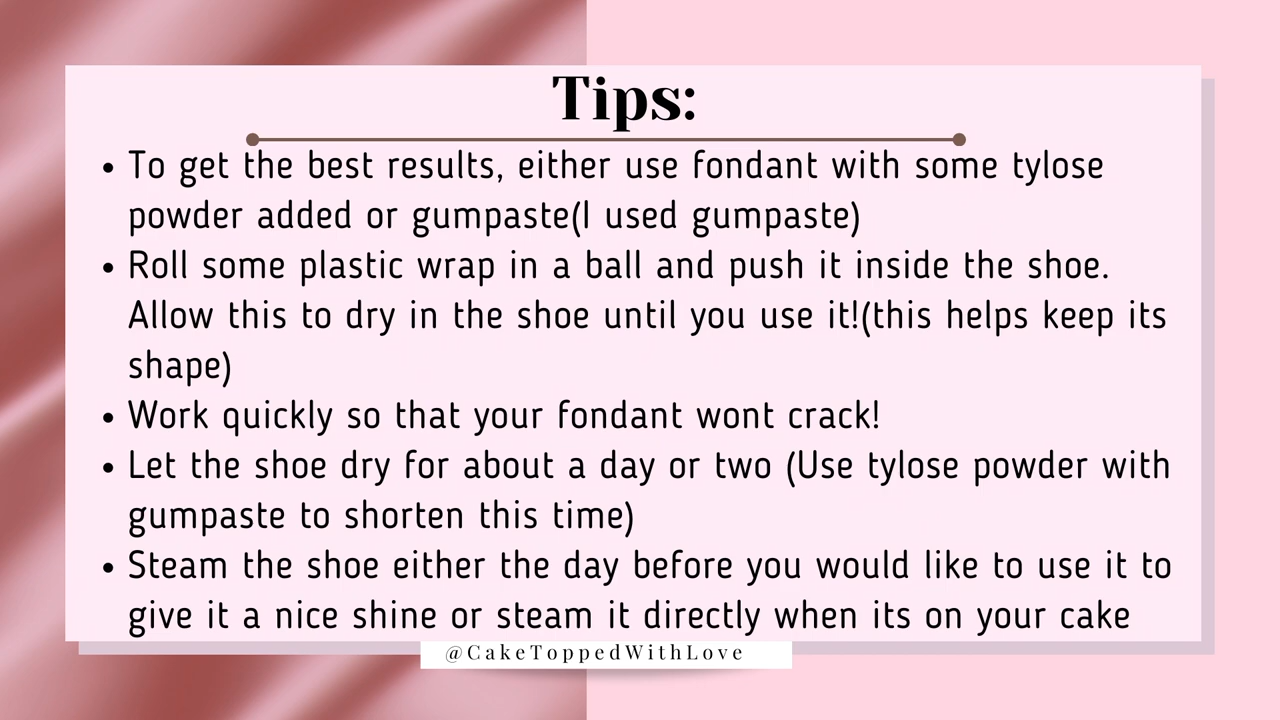 Tips:
• To get the best results, either use fondant with some tylose
powder added or gumpaste(I used gumpaste)
• Roll some plastic wrap in a ball and push it inside the shoe.
Allow this to dry in the shoe until you use it!(this helps keep its
shape)
• Work quickly so that your fondant wont crack!
• Let the shoe dry for about a day or two (Use tylose powder with
gumpaste to shorten this time)
• Steam the shoe either the day before you would like to use it to
give it a nice shine or steam it directly when its on your cake
@CakeToppedWithLove